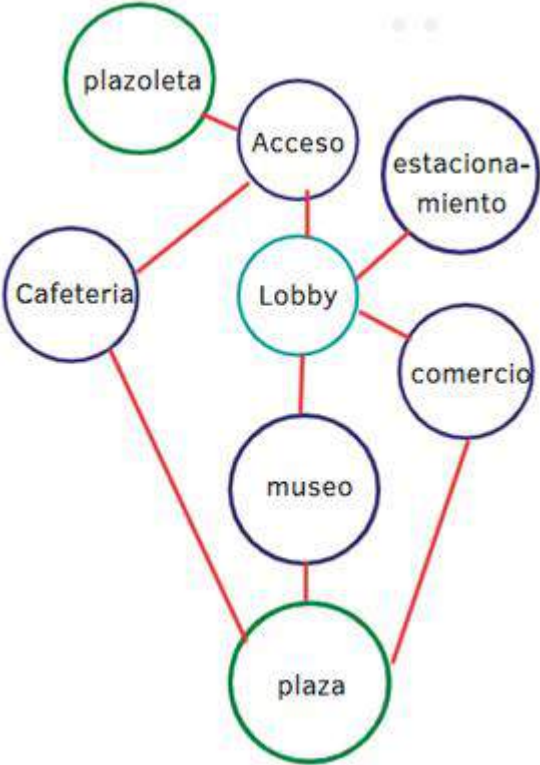 plazoleta
Acceso
estaciona-
miento
Cafeteria
Lobby
comercio
museo
plaza